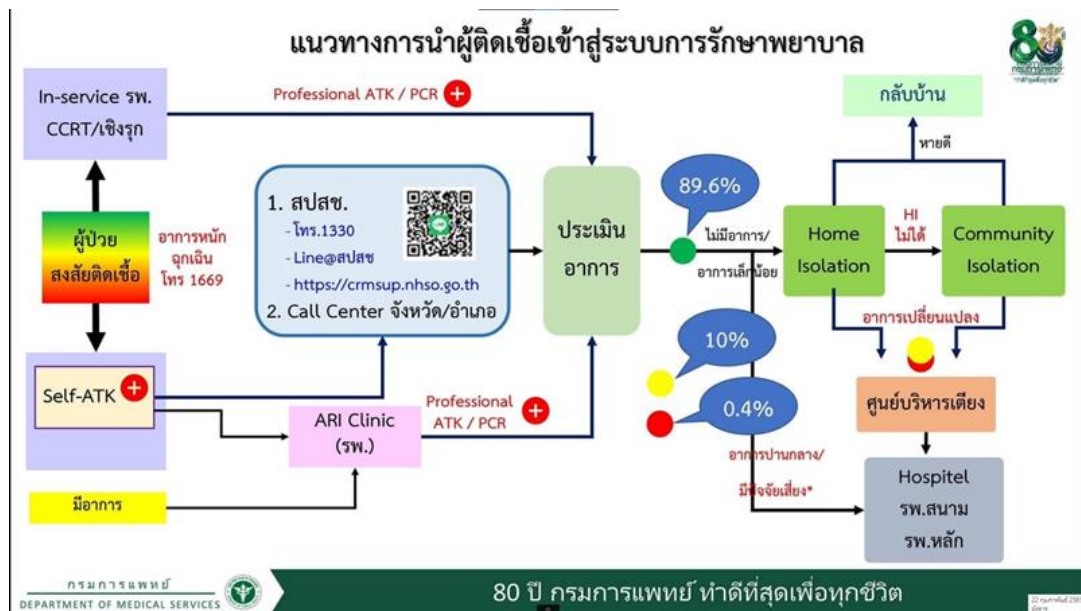 แนวทางการนำผู้ติดเชื้อเข้าสู่ระบบการรักษาพยาบาล
80
In-service รพ.
CCRT/เชิงรุก
Professional ATK / PCR
กลับบ้าน
หายดี
ผู้ป่วย
สงสัยติดเชื้อ
อาการหนัก
ฉุกเฉิน
โทร 1669
1. สปสช.
- โทร.1330
- Line@สปสช
- https://crmsup.nhso.go.th
2. Call Center จังหวัด/อำเภอ
ประเมิน
อาการ
89.6%
ไม่มีอาการ/
อาการเล็กน้อย
Home
Isolation
HI
ไม่ได้
Community
Isolation
อาการเปลี่ยนแปลง
10%
0.4%
Self-ATK
ARI Clinic
(รพ.)
Professional
ATK / PCR
ศูนย์บริหารเตียง
อาการปานกลาง/
มีปัจจัยเสี่ยง*
Hospitel
รพ.สนาม
รพ.หลัก
มีอาการ
กรมการแพทย์
DEPARTMENT OF MEDICAL SERVICES
80 ปี กรมการแพทย์ ทำดีที่สุดเพื่อทุกชีวิต